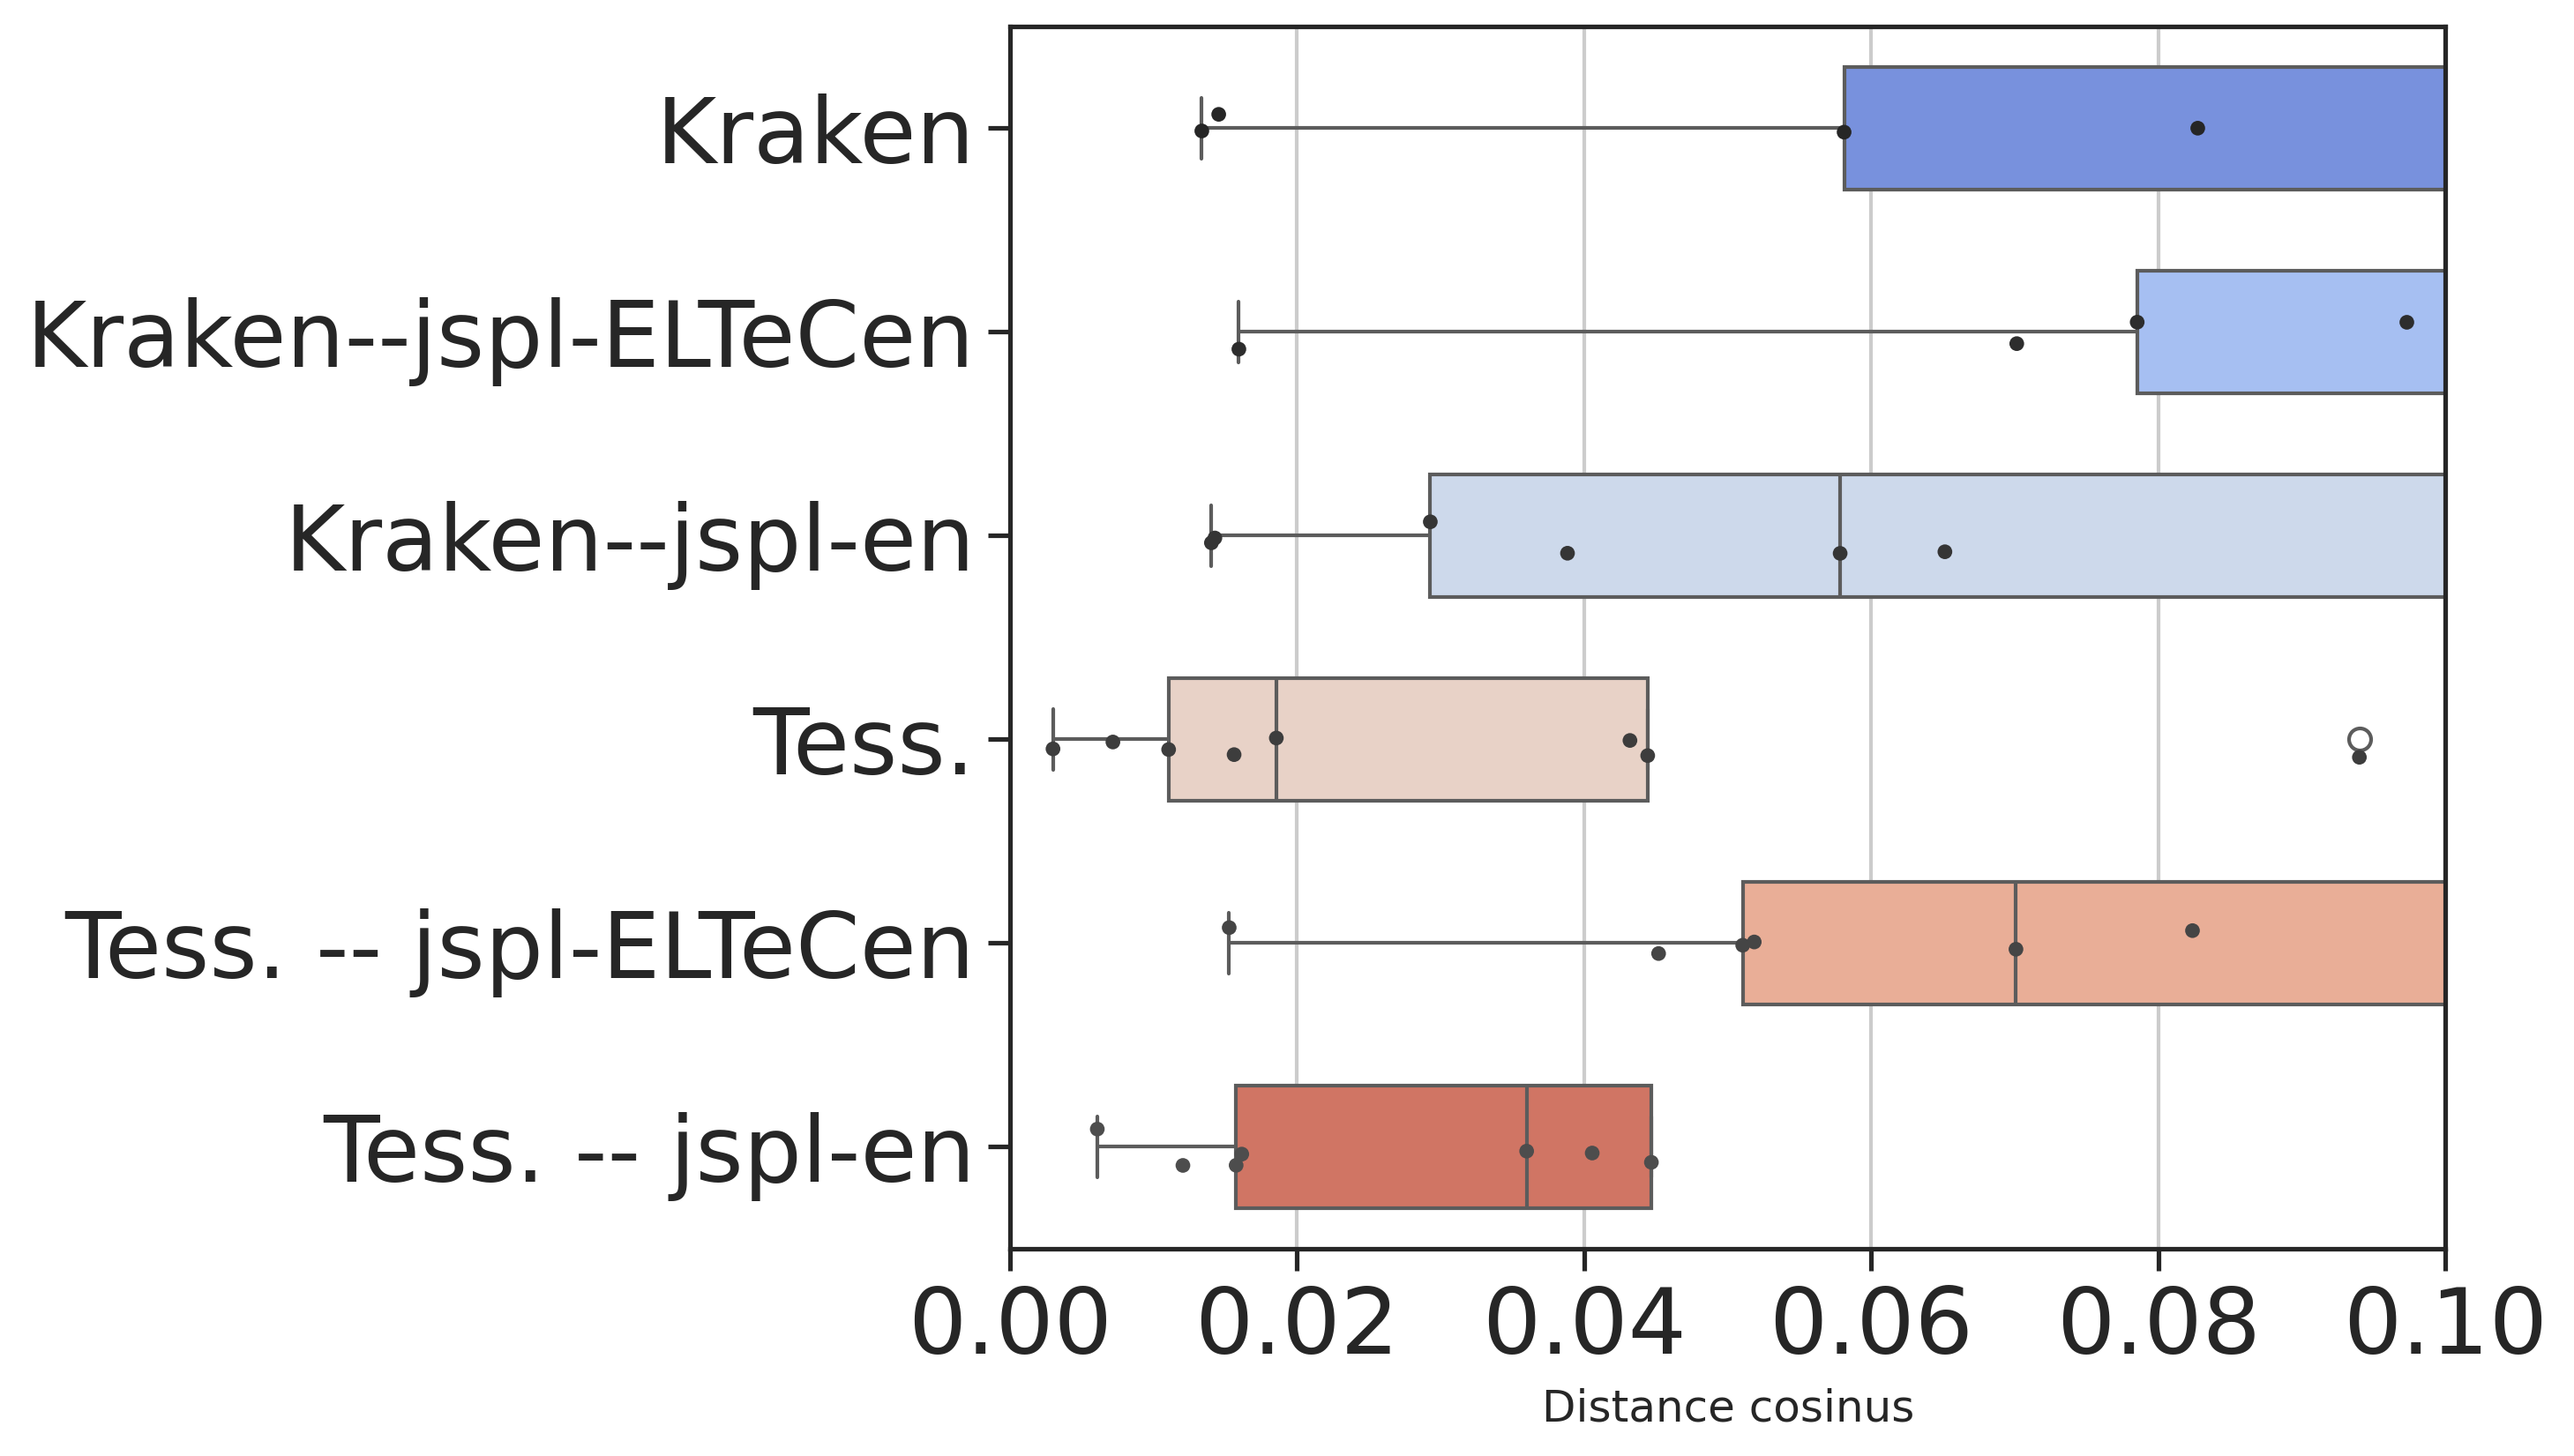 Kraken
Kraken--jspl-ELTeCen
Kraken--jspl-en
Tess.
Tess. -- jspl-ELTeCen
Tess. -- jspl-en
0.00 0.02 0.04 0.06 0.08 0.10
Distance cosinus